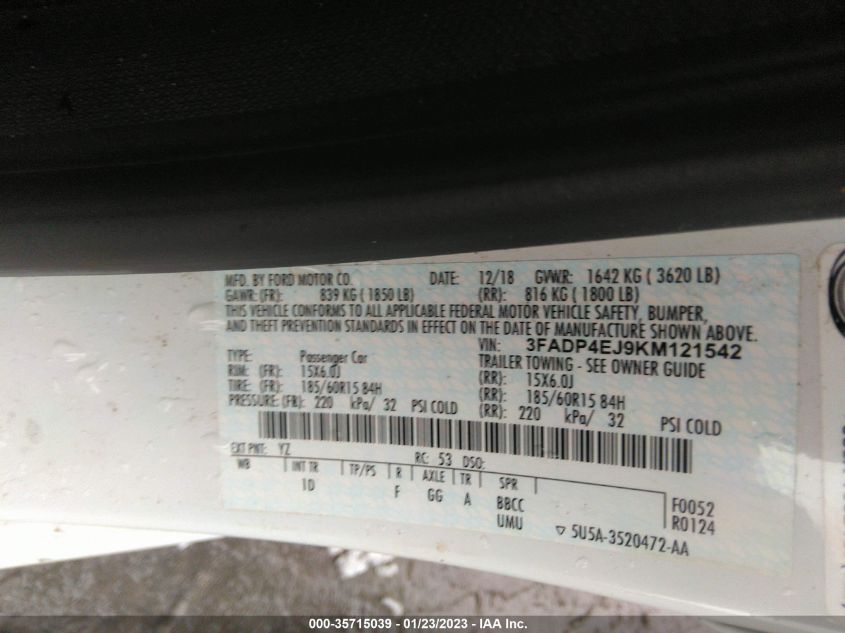 MFD. BY FORD MOTOR CO. DATE: 12/18 GVWR: 1642 KG ( 3620 LB)
GAWR: (FR): 839 KG ( 1850 LB) (RR): 816 KG ( 1800 LB)
THIS VEHICLE CONFORMS TO ALL APPLICABLE FEDERAL MOTOR VEHICLE SAFETY, BUMPER,
AND THEFT PREVENTION STANDARDS IN EFFECT ON THE DATE OF MANUFACTURE SHOWN ABOVE.
VIN: 3FADP4EJ9KM121542
TYPE: Passenger Car TRAILER TOWING - SEE OWNER GUIDE
RIM: (FR): 15X6.0J (RR): 15X6.0J
TIRE: (FR): 185/60R15 84H (RR): 185/60R15 84H
PRESSURE: (FR): 220 kPa/ 32 PSI COLD (RR): 220 kPa/ 32 PSI COLD
EXT PNT: YZ RC: 53 DSO:
WB INT TR TP/PS R AXLE TR SPR
1D F GG A BBCC F0052
UMU R0124
5U5A-3520472-AA
000-35715039 - 01/23/2023 - IAA Inc.